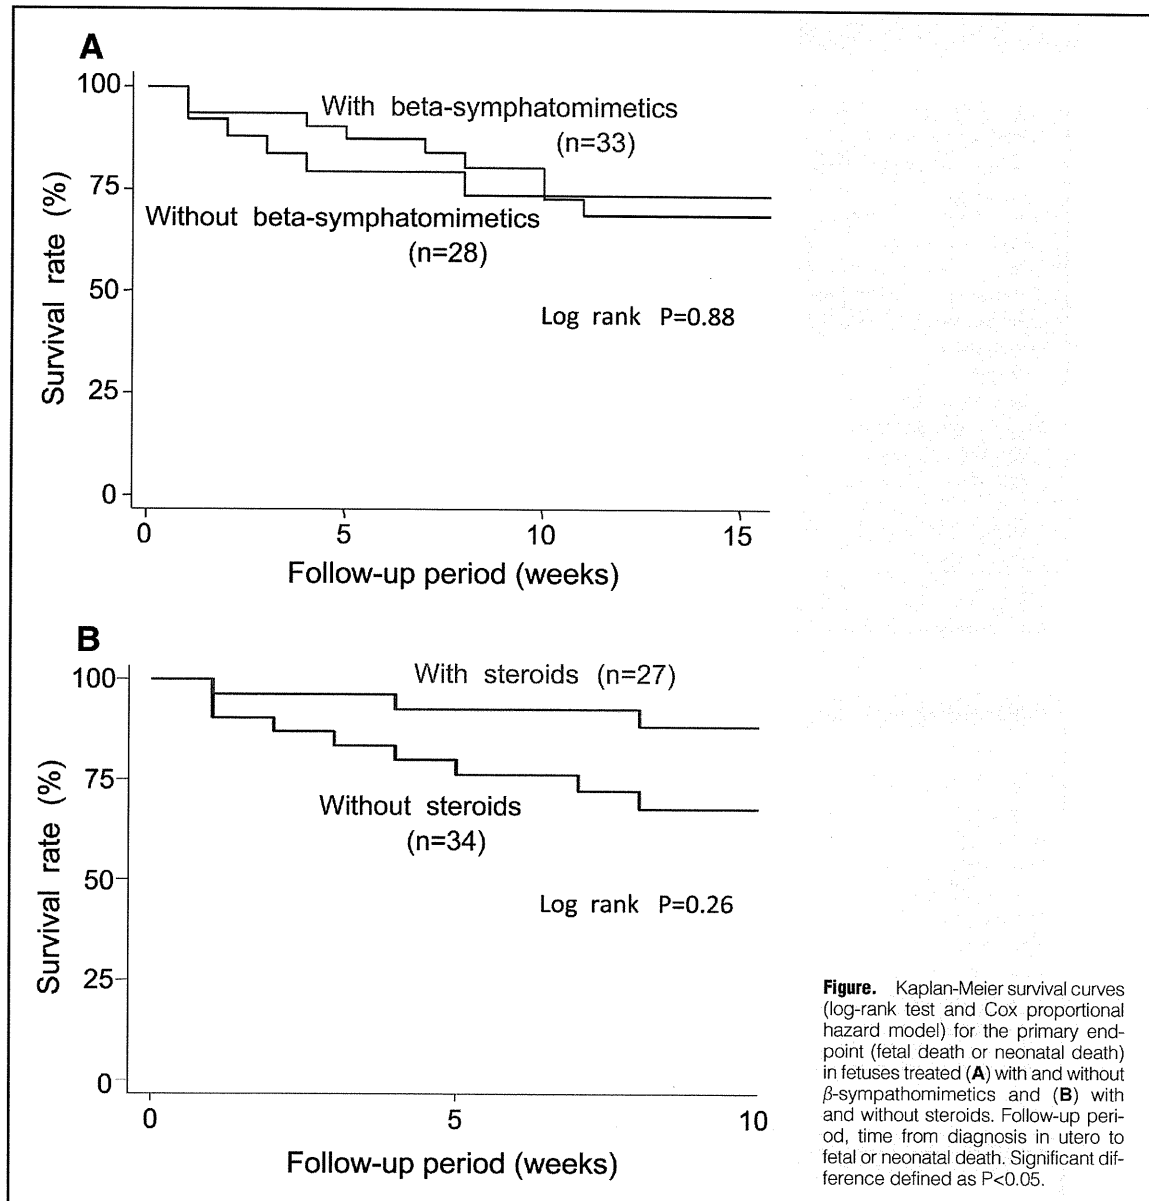 A
100
75
50
25
0
Survival rate (%)
With beta-symphatomimetics
(n=33)
Without beta-symphatomimetics
(n=28)
Log rank P=0.88
0 5 10 15
Follow-up period (weeks)
B
100
75
50
25
0
Survival rate (%)
With steroids (n=27)
Without steroids
(n=34)
Log rank P=0.26
0 5 10
Follow-up period (weeks)
Figure. Kaplan-Meier survival curves
(log-rank test and Cox proportional
hazard model) for the primary end-
point (fetal death or neonatal death)
in fetuses treated (A) with and without
β-sympathomimetics and (B) with
and without steroids. Follow-up peri-
od, time from diagnosis in utero to
fetal or neonatal death. Significant dif-
ference defined as P<0.05.